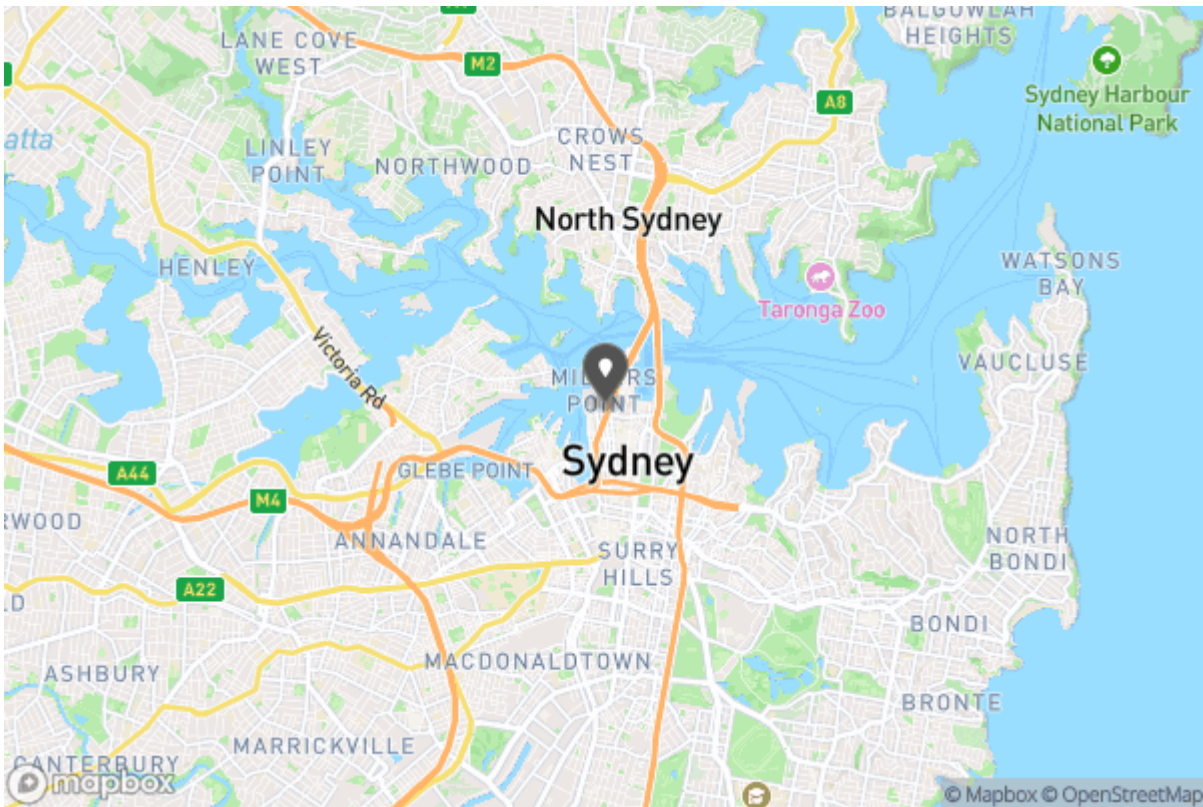 BALGOWLAH
HEIGHTS
LANE COVE
WEST
M2
A8
Sydney Harbour
National Park
atta
CROWS
NEST
LINLEY
POINT
NORTHWOOD
North Sydney
HENLEY
WATSONS
BAY
Taronga Zoo
Victoria Rd
VAUCLUSE
POINT
Sydney
A44
GLEBE POINT
M4
RWOOD
ANNANDALE
NORTH
BONDI
SURRY
HILLS
A22
LD
BONDI
MACDONALDTOWN
ASHBURY
BRONTE
MARRICKVILLE
CANTERBURY
mapbox
© Mapbox © OpenStreetMap